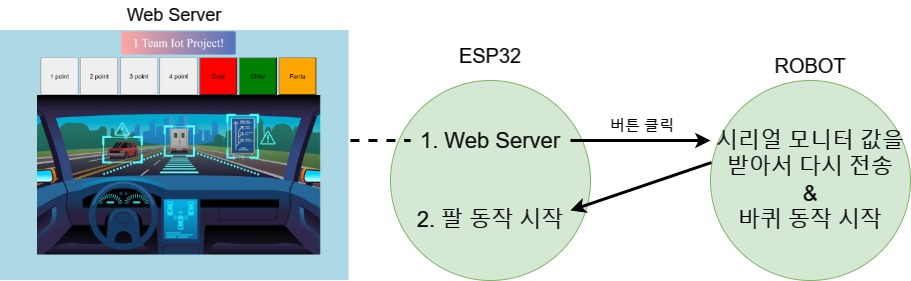 Web Server
1 Team Iot Project!
1 point
2 point
3 point
4 point
Coke
Cider
Fanta
ESP32
1. Web Server
2. 팔 동작 시작
버튼 클릭
ROBOT
시리얼 모니터 값을
받아서 다시 전송
&
바퀴 동작 시작